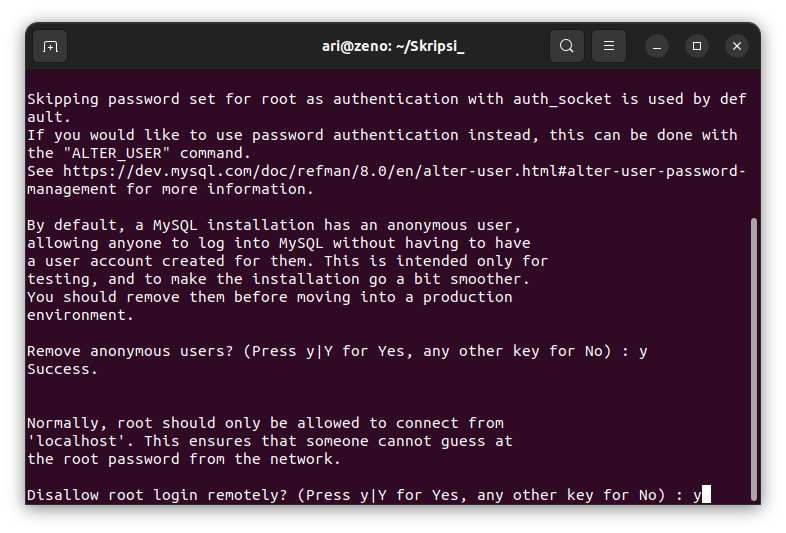 ari@zeno: ~/Skripsi_
Skipping password set for root as authentication with auth_socket is used by def
ault.
If you would like to use password authentication instead, this can be done with
the "ALTER_USER" command.
See https://dev.mysql.com/doc/refman/8.0/en/alter-user.html#alter-user-password-
management for more information.
By default, a MySQL installation has an anonymous user,
allowing anyone to log into MySQL without having to have
a user account created for them. This is intended only for
testing, and to make the installation go a bit smoother.
You should remove them before moving into a production
environment.
Remove anonymous users? (Press y|Y for Yes, any other key for No) : y
Success.
Normally, root should only be allowed to connect from
'localhost'. This ensures that someone cannot guess at
the root password from the network.
Disallow root login remotely? (Press y|Y for Yes, any other key for No) : y